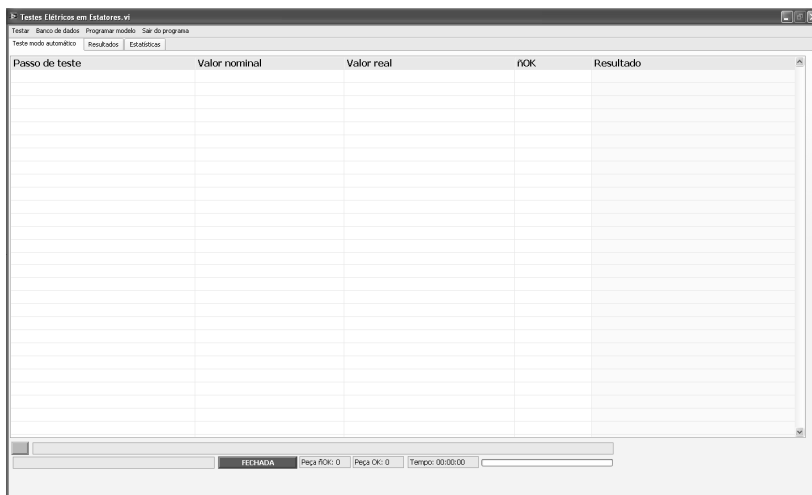 Testes Elétricos em Estatores.vi
Testar Banco de dados Programar modelo Sair do programa
Teste modo automático Resultados Estatísticas
Passo de teste Valor nominal Valor real ñOK Resultado
FECHADA Peça ñOK: 0 Peça OK: 0 Tempo: 00:00:00